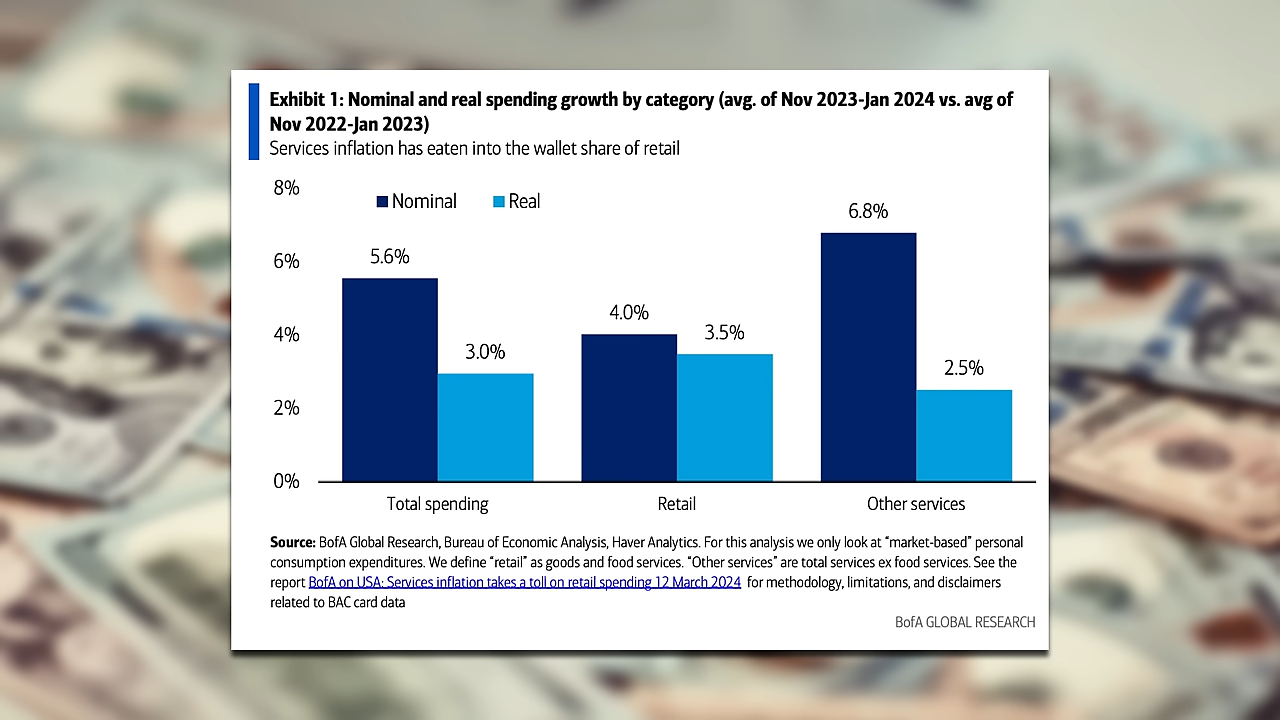 Exhibit 1: Nominal and real spending growth by category (avg. of Nov 2023-Jan 2024 vs. avg of
Nov 2022-Jan 2023)
Services inflation has eaten into the wallet share of retail
8%
Nominal
Real
6.8%
6%
5.6%
4.0%
4%
3.5%
3.0%
2.5%
2%
0%
Total spending
Retail
Other services
Source: BofA Global Research, Bureau of Economic Analysis, Haver Analytics. For this analysis we only look at “market-based” personal
consumption expenditures. We define “retail” as goods and food services. “Other services” are total services ex food services. See the
report BofA on USA: Services inflation takes a toll on retail spending 12 March 2024 for methodology, limitations, and disclaimers
related to BAC card data
BofA GLOBAL RESEARCH